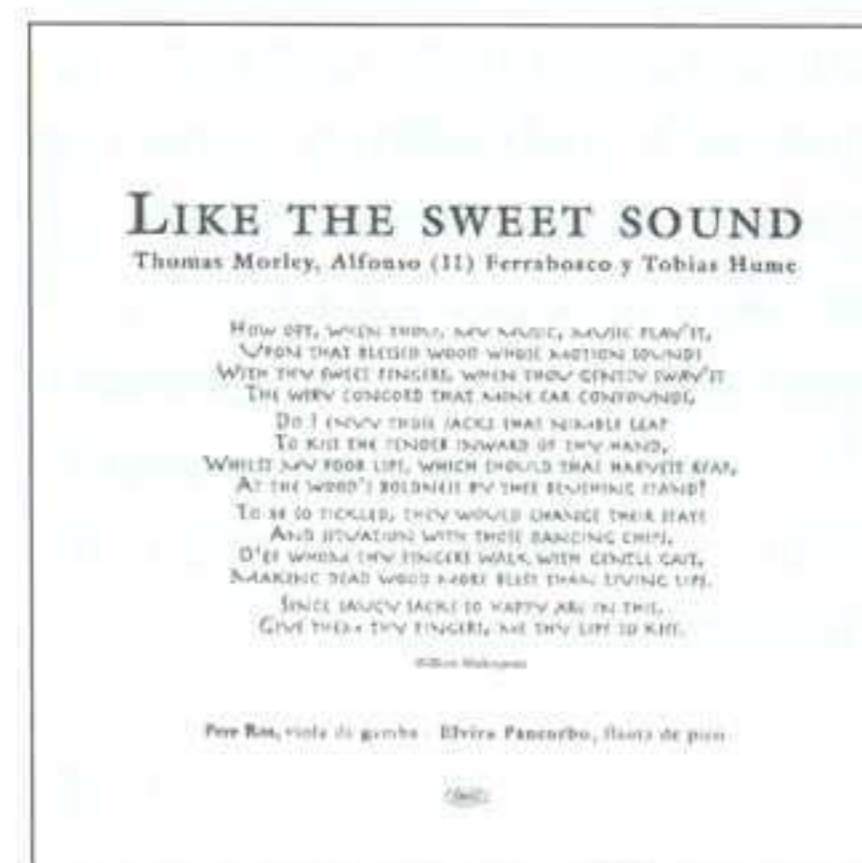 LIKE THE SWEET SOUND
Thomas Morley, Alfonso (II) Ferrabosco y Tobias Hume
HOW OFT, WHEN THOU, MY MUSIC, MUSIC PLAY'ST,
UPON THAT BLESSED WOOD WHOSE MOTION SOUNDS
WITH THY SWEET FINGERS, WHEN THOU GENTLY SWAY'ST
THE WIRY CONCORD THAT MINE EAR CONFOUNDS,
DO I ENVY THOSE JACKS THAT NIMBLE LEAP
TO KISS THE TENDER INWARD OF THY HAND,
WHILST MY POOR LIPS, WHICH SHOULD THAT HARVEST REAP,
AT THE WOOD'S BOLDNESS BY THEE BLUSHING STAND!
TO BE SO TICKLED, THEY WOULD CHANGE THEIR STATE
AND SITUATION WITH THOSE DANCING CHIPS,
O'ER WHOM THY FINGERS WALK WITH GENTLE GAIT,
MAKING DEAD WOOD MORE BLEST THAN LIVING LIPS.
SINCE SAUCY JACKS SO HAPPY ARE IN THIS,
GIVE THEM THY FINGERS, ME THY LIPS TO KISS.
William Shakespeare
Pere Ros, viola da gamba Elvira Pancorbo, flauta de pico